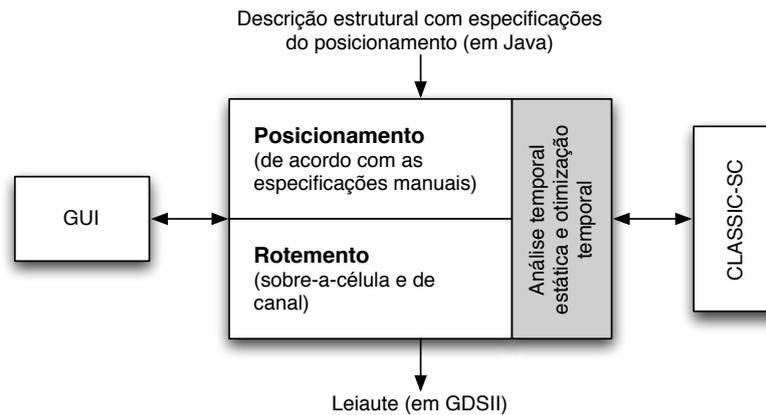 Descrição estrutural com especificações
do posicionamento (em Java)
GUI
Posicionamento
(de acordo com as
especificações manuais)
Rotemento
(sobre-a-célula e de
canal)
Análise temporal
estática e otimização
temporal
CLASSIC-SC
Leiaute (em GDSII)